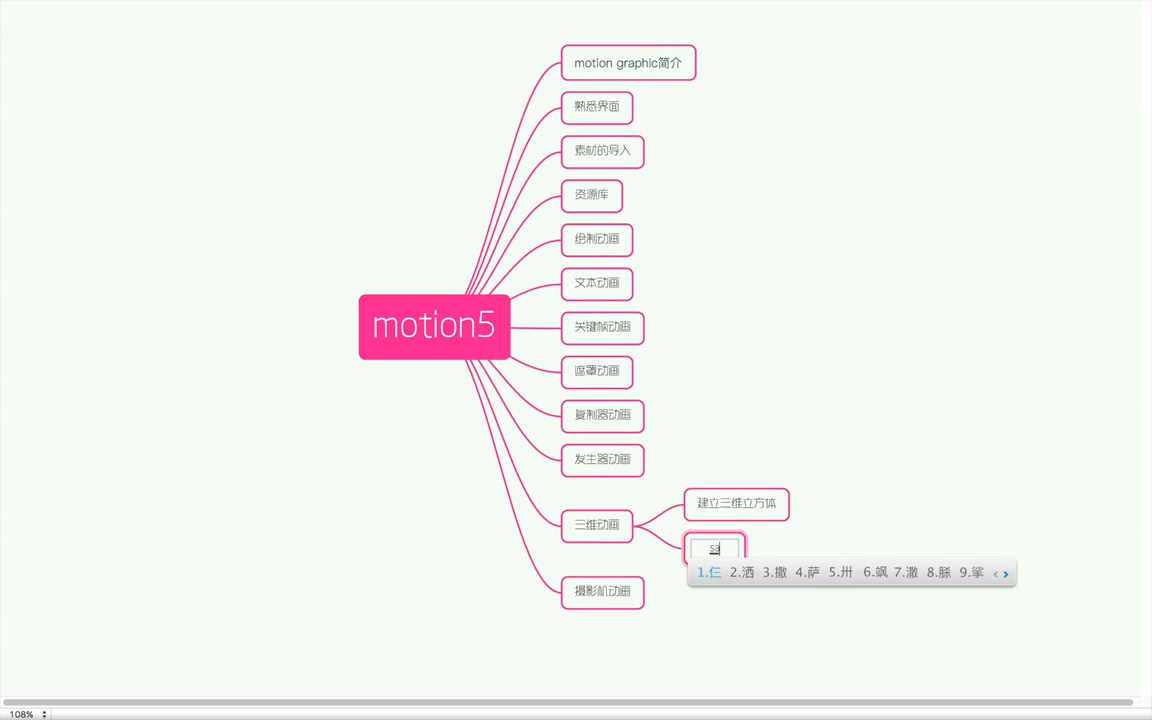 motion graphic简介
熟悉界面
素材的导入
资源库
绘制动画
文本动画
motion5
关键帧动画
遮罩动画
复制器动画
发生器动画
建立三维立方体
三维动画
sa
1.仨 2.洒 3.撒 4.萨 5.卅 6.飒 7.潵 8.脎 9.挲
摄影机动画
108%